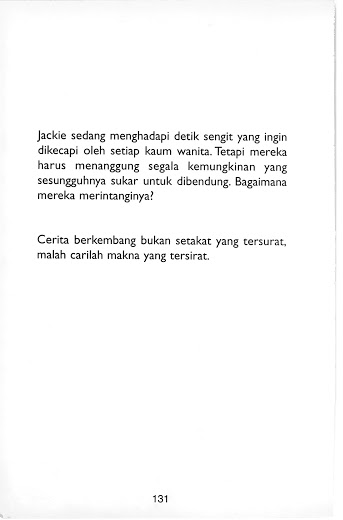 Jackie sedang menghadapi detik sengit yang ingin
dikecapi oleh setiap kaum wanita. Tetapi mereka
harus menanggung segala kemungkinan yang
sesungguhnya sukar untuk dibendung. Bagaimana
mereka merintanginya?
Cerita berkembang bukan setakat yang tersurat,
malah carilah makna yang tersirat.
131